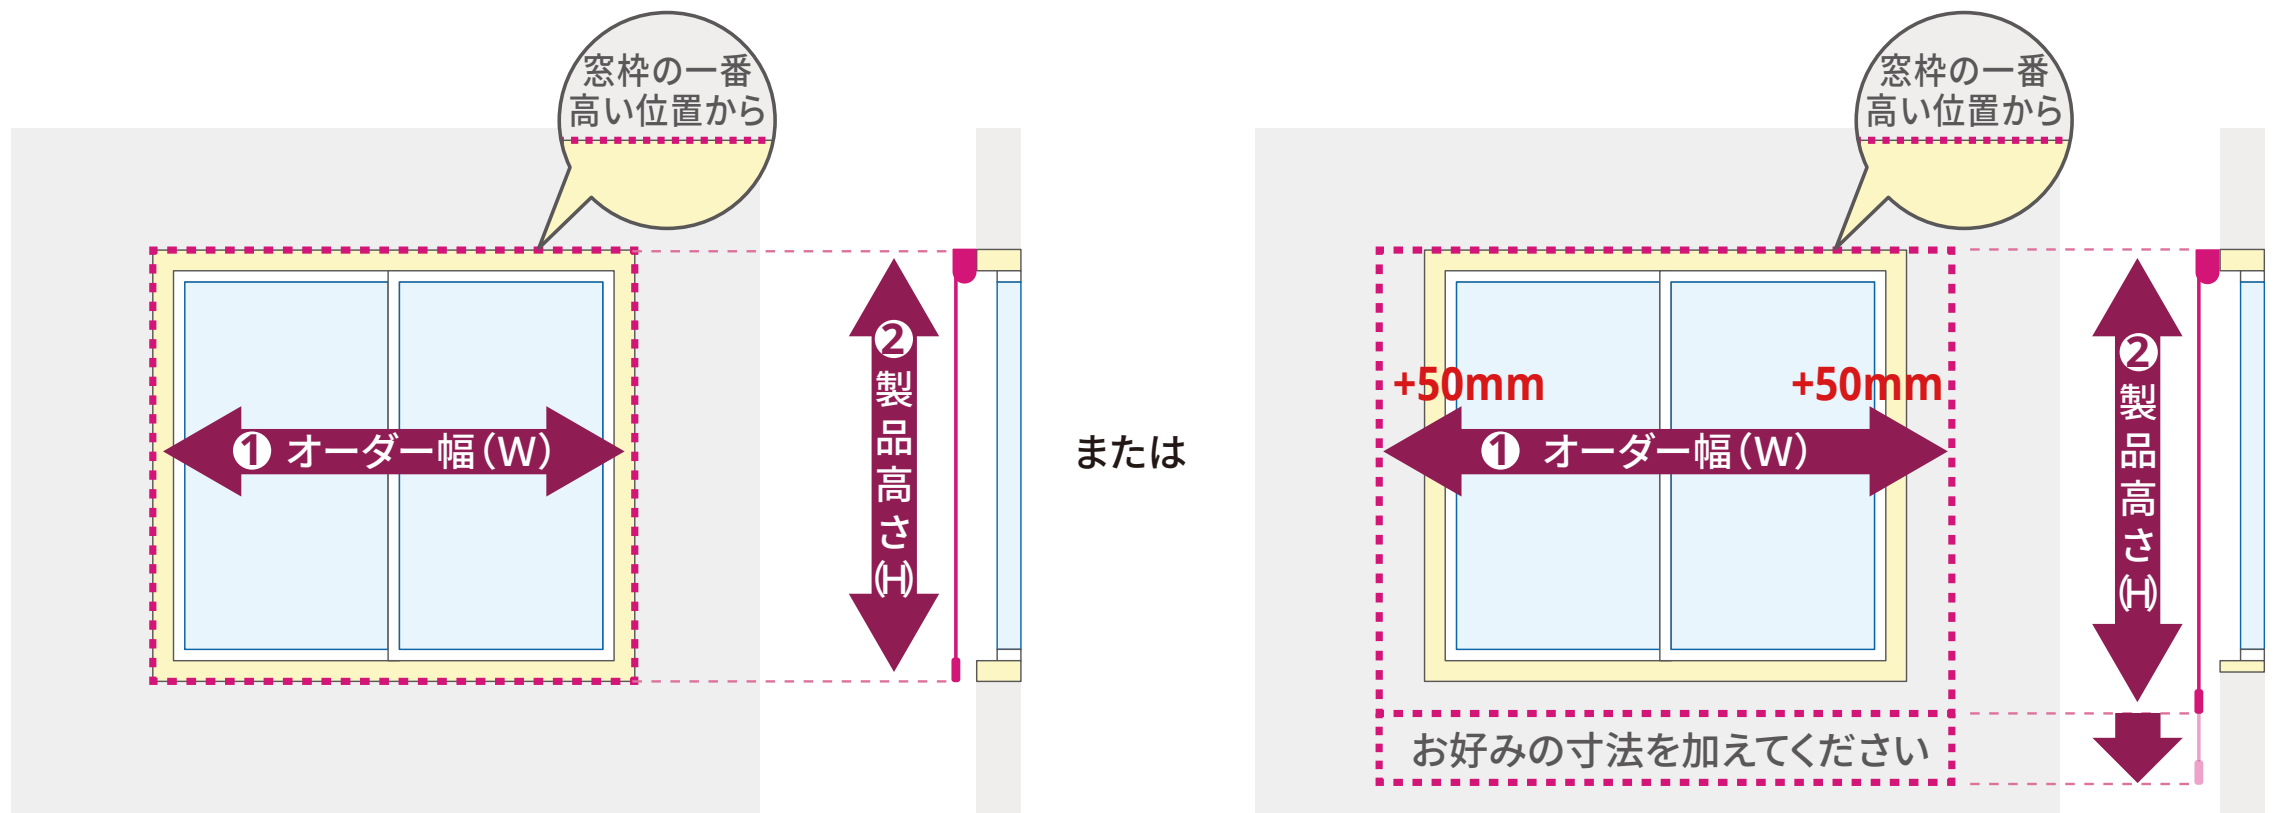 窓枠の一番
高い位置から
❶ オーダー幅(W)
❷製品高さ(H)
または
窓枠の一番
高い位置から
+50mm
+50mm
❶ オーダー幅(W)
❷製品高さ(H)
お好みの寸法を加えてください